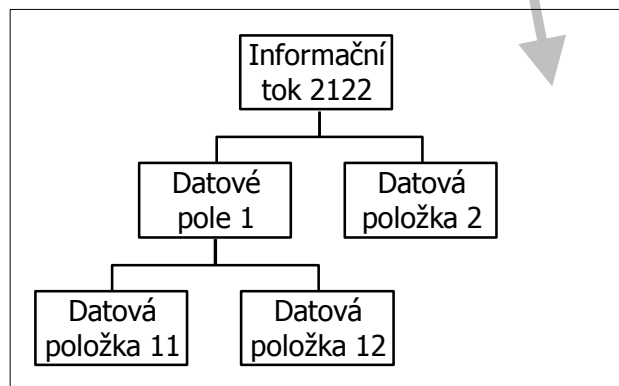 Informační
tok 2122
Datové
pole 1
Datová
položka 2
Datová
položka 11
Datová
položka 12